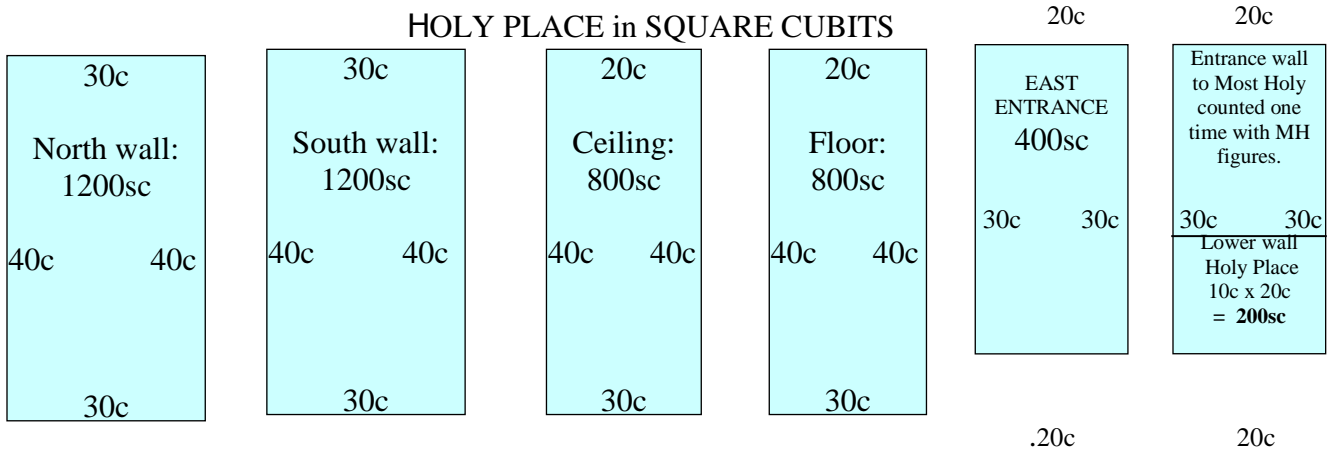 HOLY PLACE in SQUARE CUBITS
30c
North wall:
1200sc
40c 40c
30c
30c
South wall:
1200sc
40c 40c
30c
20c
Ceiling:
800sc
40c 40c
30c
20c
Floor:
800sc
40c 40c
30c
20c
EAST
ENTRANCE
400sc
30c 30c
.20c
20c
Entrance wall
to Most Holy
counted one
time with MH
figures.
30c 30c
Lower wall
Holy Place
10c x 20c
= 200sc
20c